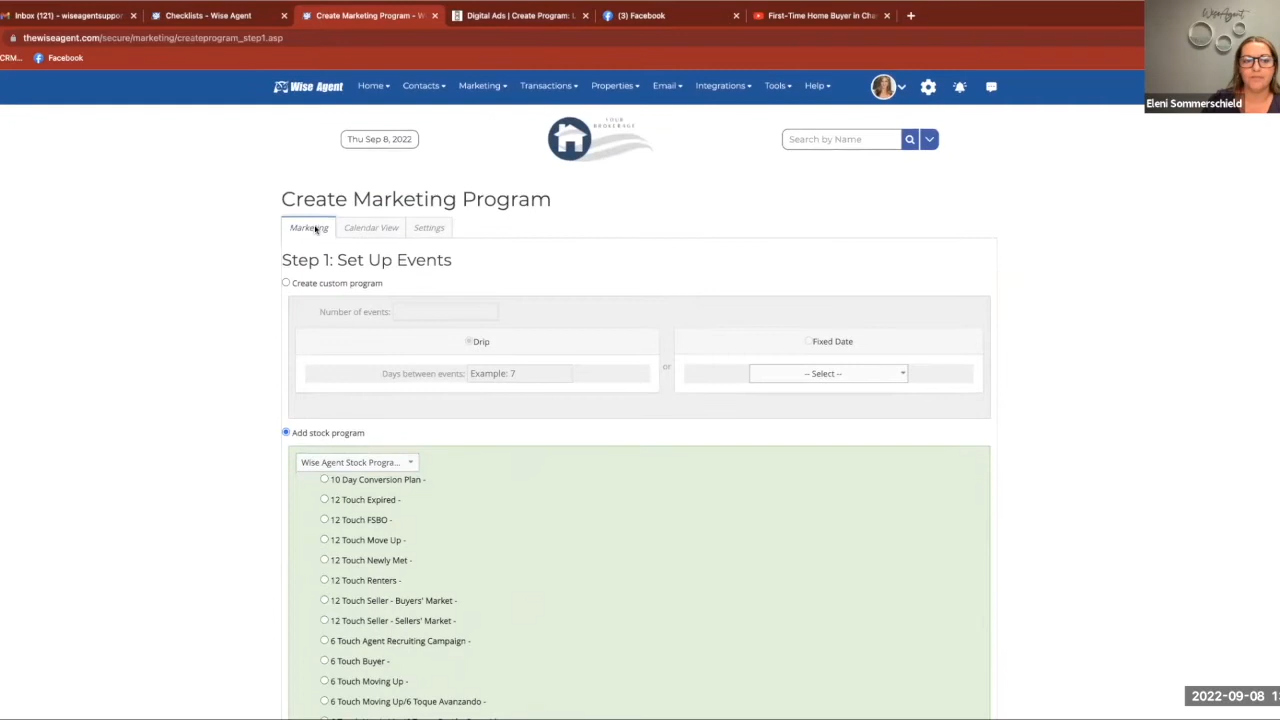 Inbox (121) - wiseagentsuppor
Checklists - Wise Agent
Create Marketing Program - W
Digital Ads | Create Program: L
(3) Facebook
First-Time Home Buyer in Cha
thewiseagent.com/secure/marketing/createprogram_step1.asp
CRM...
Facebook
WiseAgent
Eleni Sommerschield
Wise Agent
Home
Contacts
Marketing
Transactions
Properties
Email
Integrations
Tools
Help
Thu Sep 8, 2022
YOUR
BROKERAGE
Search by Name
Create Marketing Program
Marketing
Calendar View
Settings
Step 1: Set Up Events
Create custom program
Number of events:
Drip
Fixed Date
Days between events: Example: 7
or
-- Select --
Add stock program
Wise Agent Stock Progra...
10 Day Conversion Plan -
12 Touch Expired -
12 Touch FSBO -
12 Touch Move Up -
12 Touch Newly Met -
12 Touch Renters -
12 Touch Seller - Buyers' Market -
12 Touch Seller - Sellers' Market -
6 Touch Agent Recruiting Campaign -
6 Touch Buyer -
6 Touch Moving Up -
6 Touch Moving Up/6 Toque Avanzando -
2022-09-08